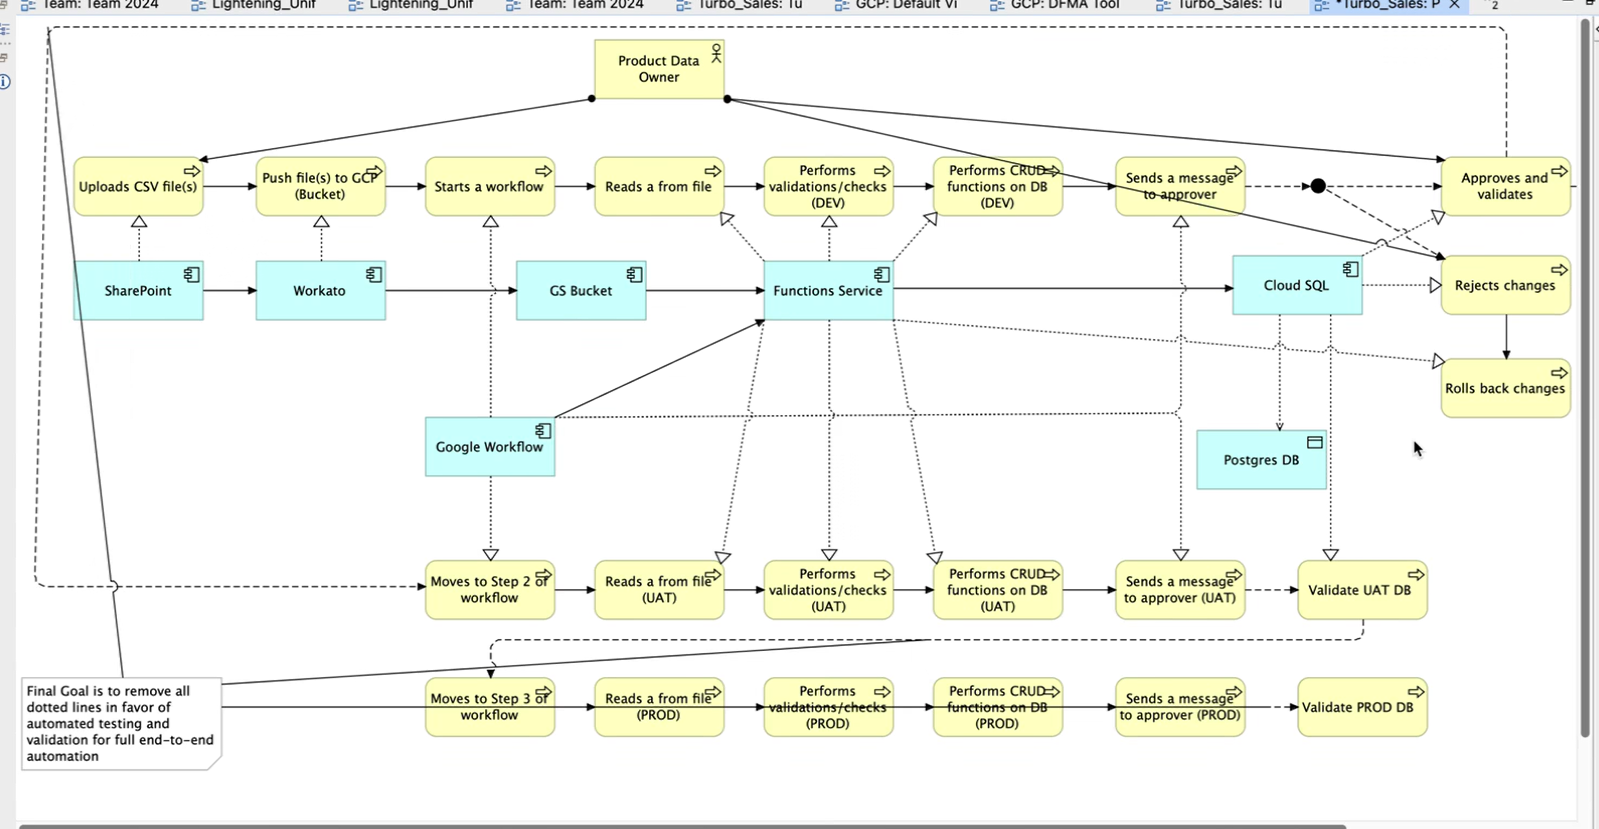 Team: Team 2024
Lightening_Unif
Lightening_Unif
Team: Team 2024
Turbo_Sales: Tu
GCP: Default Vi
GCP: DFMA Tool
Turbo_Sales: Tu
*Turbo_Sales: P
2
Product Data
Owner
Uploads CSV file(s)
Push file(s) to GCP
(Bucket)
Starts a workflow
Reads a from file
Performs
validations/checks
(DEV)
Performs CRUD
functions on DB
(DEV)
Sends a message
to approver
Approves and
validates
SharePoint
Workato
GS Bucket
Functions Service
Cloud SQL
Rejects changes
Rolls back changes
Google Workflow
Postgres DB
Moves to Step 2 of
workflow
Reads a from file
(UAT)
Performs
validations/checks
(UAT)
Performs CRUD
functions on DB
(UAT)
Sends a message
to approver (UAT)
Validate UAT DB
Final Goal is to remove all
dotted lines in favor of
automated testing and
validation for full end-to-end
automation
Moves to Step 3 of
workflow
Reads a from file
(PROD)
Performs
validations/checks
(PROD)
Performs CRUD
functions on DB
(PROD)
Sends a message
to approver (PROD)
Validate PROD DB